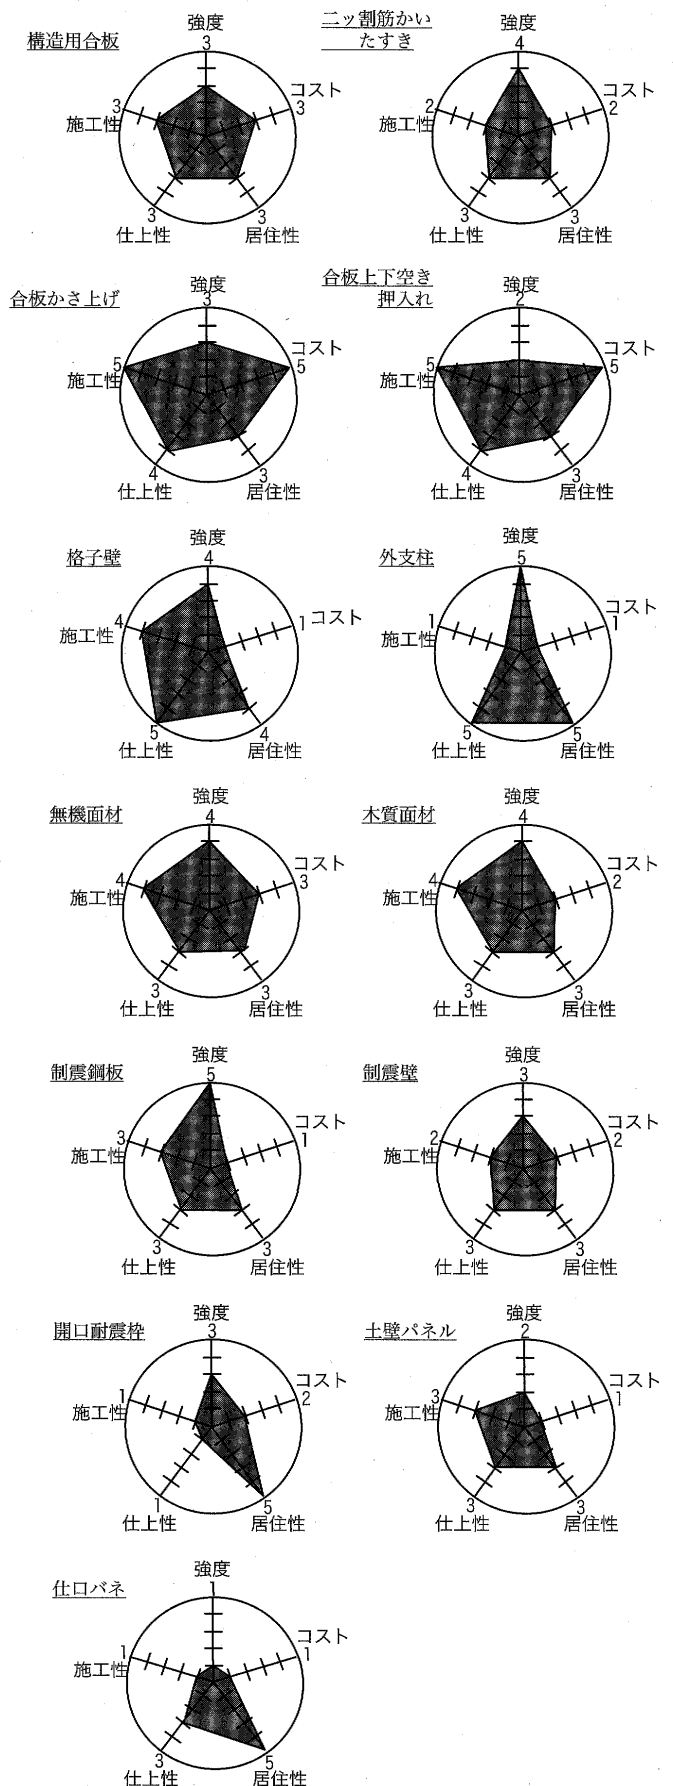 構造用合板
強度
3
コスト
3
施工性
3
仕上性
3
居住性
3
二ッ割筋かい
たすき
強度
4
コスト
2
施工性
2
仕上性
3
居住性
3
合板かさ上げ
強度
3
コスト
5
施工性
5
仕上性
4
居住性
3
合板上下空き
押入れ
強度
2
コスト
5
施工性
5
仕上性
4
居住性
3
格子壁
強度
4
コスト
1
施工性
4
仕上性
5
居住性
4
外支柱
強度
5
コスト
1
施工性
1
仕上性
5
居住性
5
無機面材
強度
4
コスト
3
施工性
4
仕上性
3
居住性
3
木質面材
強度
4
コスト
2
施工性
4
仕上性
3
居住性
3
制震鋼板
強度
5
コスト
1
施工性
3
仕上性
3
居住性
3
制震壁
強度
3
コスト
2
施工性
2
仕上性
3
居住性
3
開口耐震枠
強度
3
コスト
2
施工性
1
仕上性
1
居住性
5
土壁パネル
強度
2
コスト
1
施工性
3
仕上性
3
居住性
3
仕口バネ
強度
1
コスト
1
施工性
1
仕上性
3
居住性
5